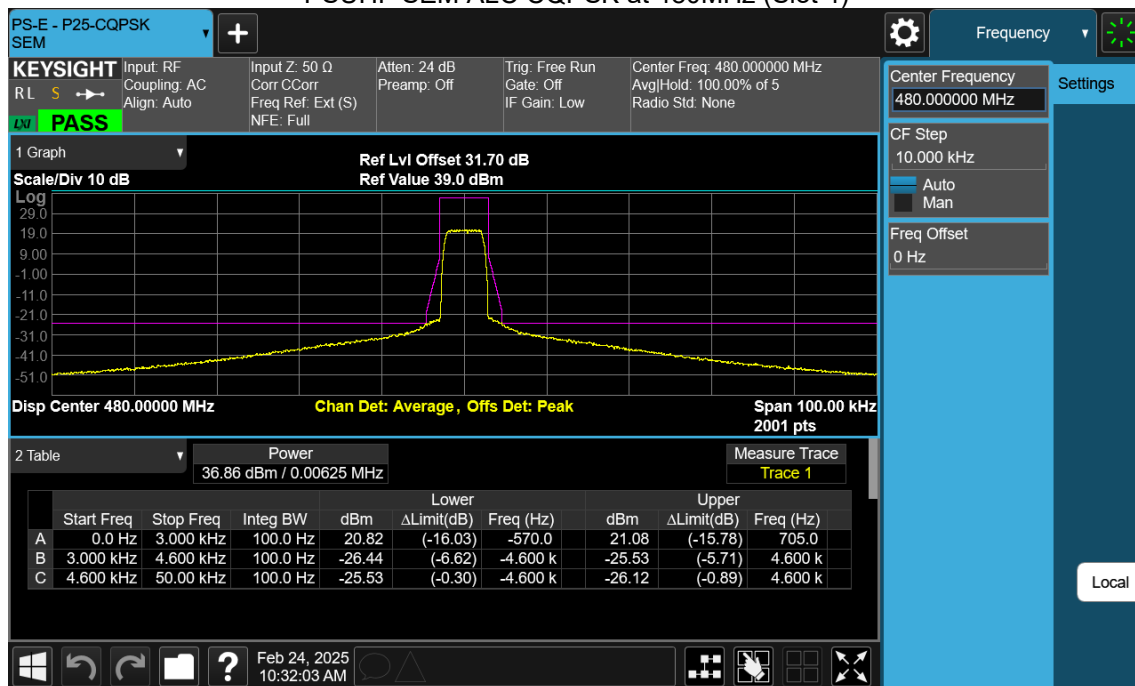 PS-E - P25-CQPSK
SEM
Frequency
KEYSIGHT
RL S
LXI PASS
Input: RF
Coupling: AC
Align: Auto
Input Z: 50 Ω
Corr CCorr
Freq Ref: Ext (S)
NFE: Full
Atten: 24 dB
Preamp: Off
Trig: Free Run
Gate: Off
IF Gain: Low
Center Freq: 480.000000 MHz
Avg|Hold: 100.00% of 5
Radio Std: None
Center Frequency
480.000000 MHz
Settings
CF Step
10.000 kHz
Auto
Man
Freq Offset
0 Hz
1 Graph
Scale/Div 10 dB
Ref Lvl Offset 31.70 dB
Ref Value 39.0 dBm
Log
29.0
19.0
9.00
-1.00
-11.0
-21.0
-31.0
-41.0
-51.0
Disp Center 480.00000 MHz
Chan Det: Average , Offs Det: Peak
Span 100.00 kHz
2001 pts
2 Table
Power
36.86 dBm / 0.00625 MHz
Measure Trace
Trace 1
Lower Upper
Start Freq Stop Freq Integ BW dBm ΔLimit(dB) Freq (Hz) dBm ΔLimit(dB) Freq (Hz)
A 0.0 Hz 3.000 kHz 100.0 Hz 20.82 (-16.03) -570.0 21.08 (-15.78) 705.0
B 3.000 kHz 4.600 kHz 100.0 Hz -26.44 (-6.62) -4.600 k -25.53 (-5.71) 4.600 k
C 4.600 kHz 50.00 kHz 100.0 Hz -25.53 (-0.30) -4.600 k -26.12 (-0.89) 4.600 k
Local
Feb 24, 2025
10:32:03 AM